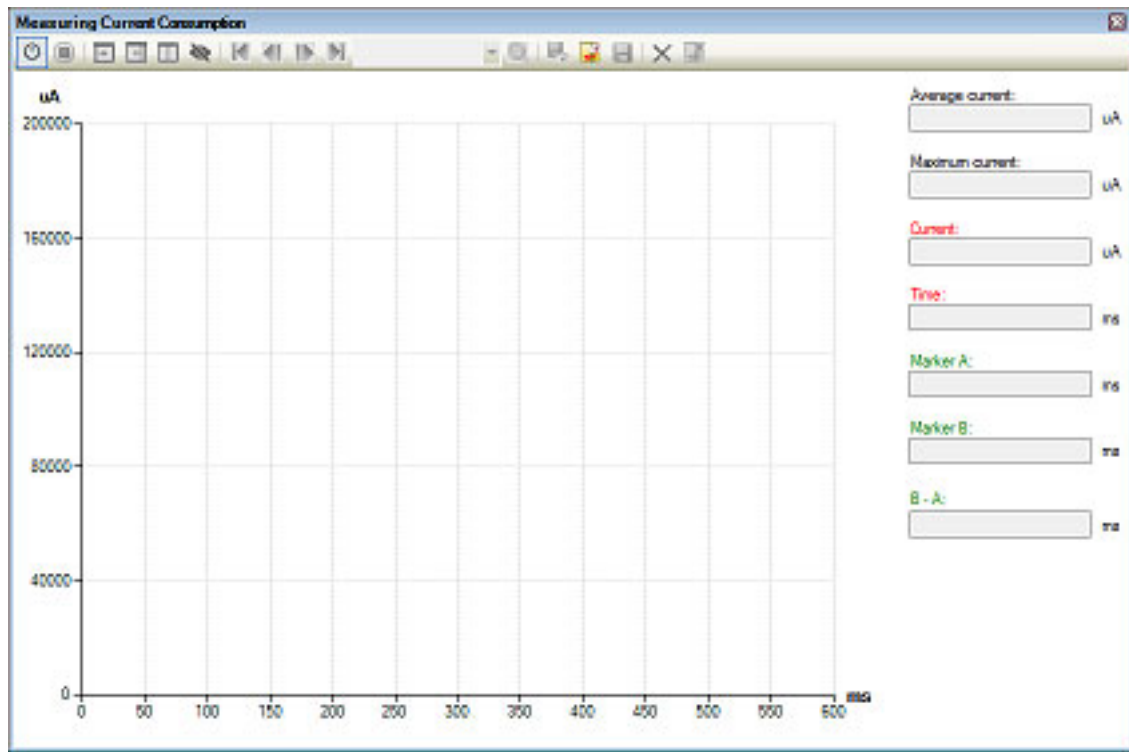 Measuring Current Consumption
uA
200000
160000
120000
80000
40000
0
0 50 100 150 200 250 300 350 400 450 500 550 600 ms
Average current:
uA
Maximum current:
uA
Current:
uA
Time:
ms
Marker A:
ms
Marker B:
ms
B - A:
ms